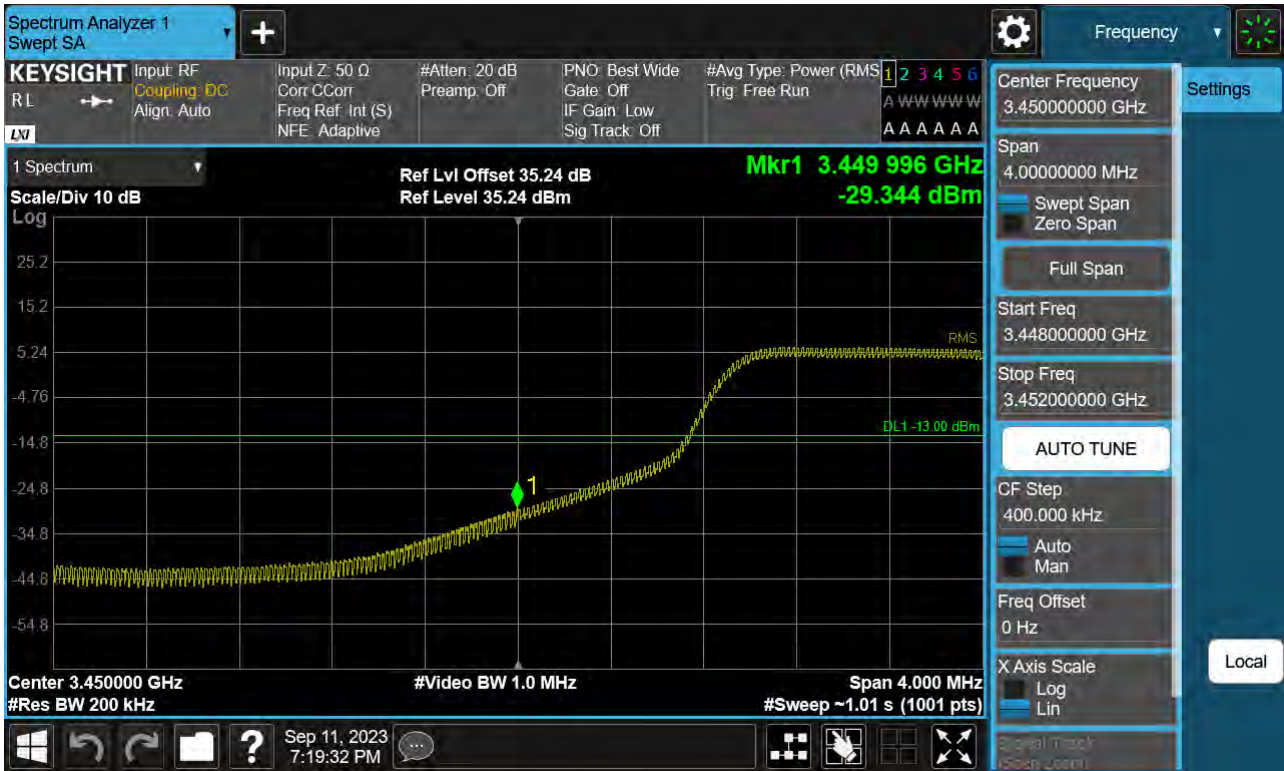 Spectrum Analyzer 1
Swept SA
Frequency
KEYSIGHT
RL
LXI
Input: RF
Coupling: DC
Align: Auto
Input Z: 50 Ω
Corr CCorr
Freq Ref: Int (S)
NFE: Adaptive
#Atten: 20 dB
Preamp: Off
PNO: Best Wide
Gate: Off
IF Gain: Low
Sig Track: Off
#Avg Type: Power (RMS
Trig: Free Run
1 2 3 4 5 6
A W W W W W
A A A A A A
1 Spectrum
Scale/Div 10 dB
Log
Ref Lvl Offset 35.24 dB
Ref Level 35.24 dBm
Mkr1 3.449 996 GHz
-29.344 dBm
25.2
15.2
5.24
-4.76
-14.8
-24.8
-34.8
-44.8
-54.8
RMS
DL1 -13.00 dBm
1
Center 3.450000 GHz
#Res BW 200 kHz
#Video BW 1.0 MHz
Span 4.000 MHz
#Sweep ~1.01 s (1001 pts)
Center Frequency
3.450000000 GHz
Span
4.00000000 MHz
Swept Span
Zero Span
Full Span
Start Freq
3.448000000 GHz
Stop Freq
3.452000000 GHz
AUTO TUNE
CF Step
400.000 kHz
Auto
Man
Freq Offset
0 Hz
X Axis Scale
Log
Lin
Signal Track
(Span Zoom)
Settings
Local
Sep 11, 2023
7:19:32 PM